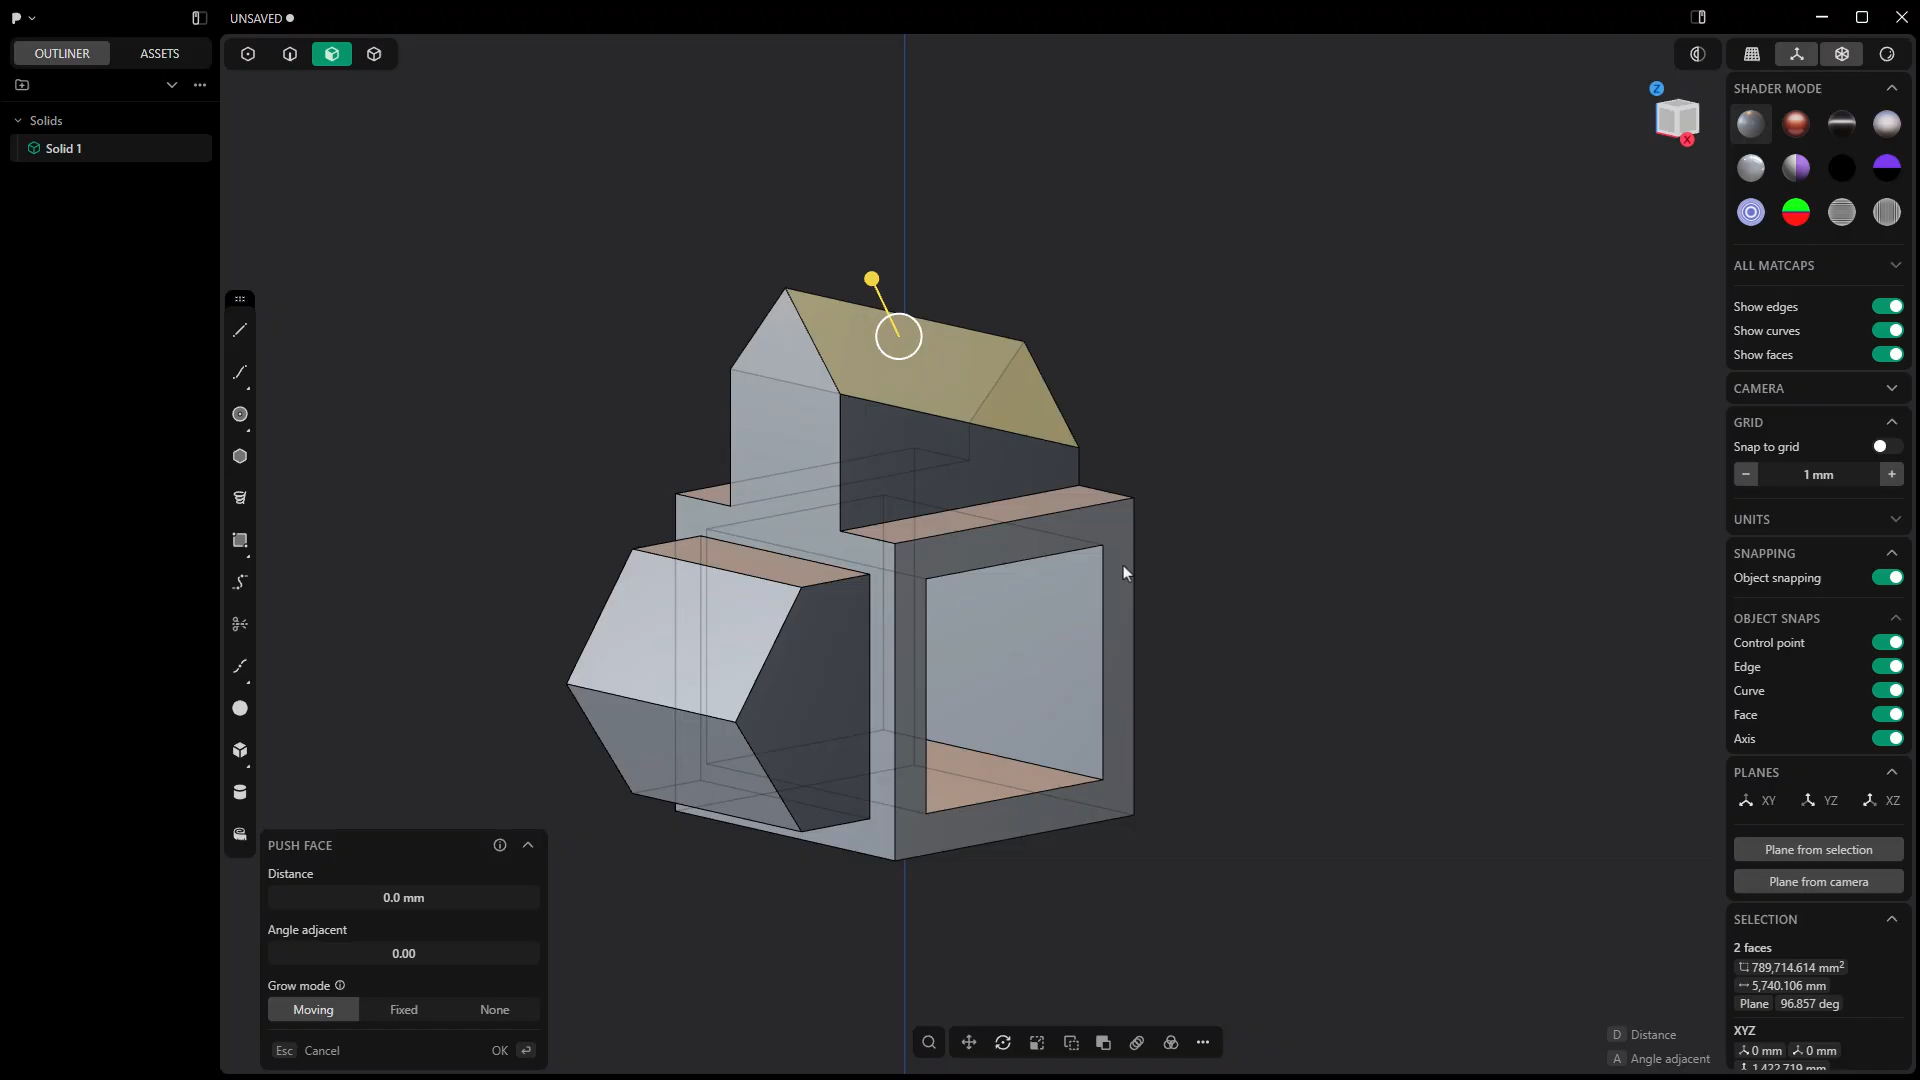 UNSAVED
OUTLINER
ASSETS
Solids
Solid 1
Z
X
SHADER MODE
ALL MATCAPS
Show edges
Show curves
Show faces
CAMERA
GRID
Snap to grid
− 1 mm +
UNITS
SNAPPING
Object snapping
OBJECT SNAPS
Control point
Edge
Curve
Face
Axis
PLANES
XY YZ XZ
Plane from selection
Plane from camera
SELECTION
2 faces
789,714.614 mm²
5,740.106 mm
Plane 96.857 deg
XYZ
0 mm 0 mm
1,422.719 mm
PUSH FACE
Distance
0.0 mm
Angle adjacent
0.00
Grow mode
Moving Fixed None
Esc Cancel OK
D Distance
A Angle adjacent